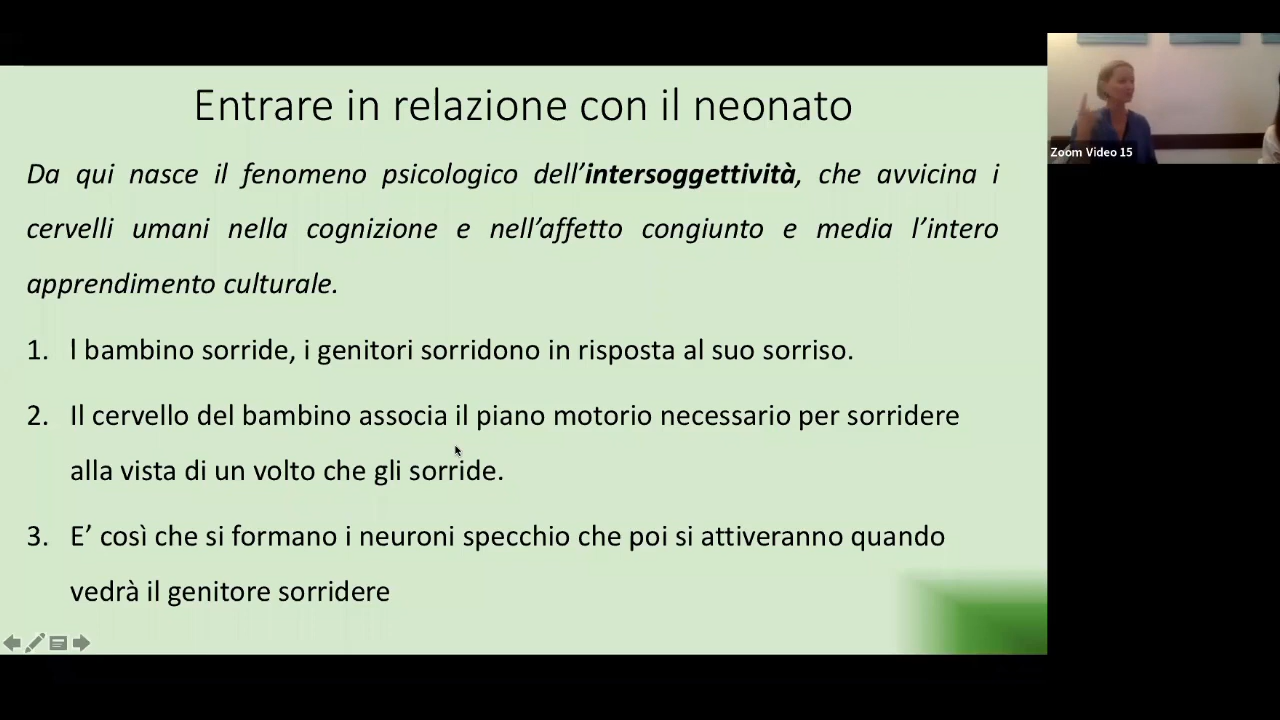 Entrare in relazione con il neonato
Da qui nasce il fenomeno psicologico dell’intersoggettività, che avvicina i
cervelli umani nella cognizione e nell’affetto congiunto e media l’intero
apprendimento culturale.
1. l bambino sorride, i genitori sorridono in risposta al suo sorriso.
2. Il cervello del bambino associa il piano motorio necessario per sorridere
alla vista di un volto che gli sorride.
3. E’ così che si formano i neuroni specchio che poi si attiveranno quando
vedrà il genitore sorridere
Zoom Video 15